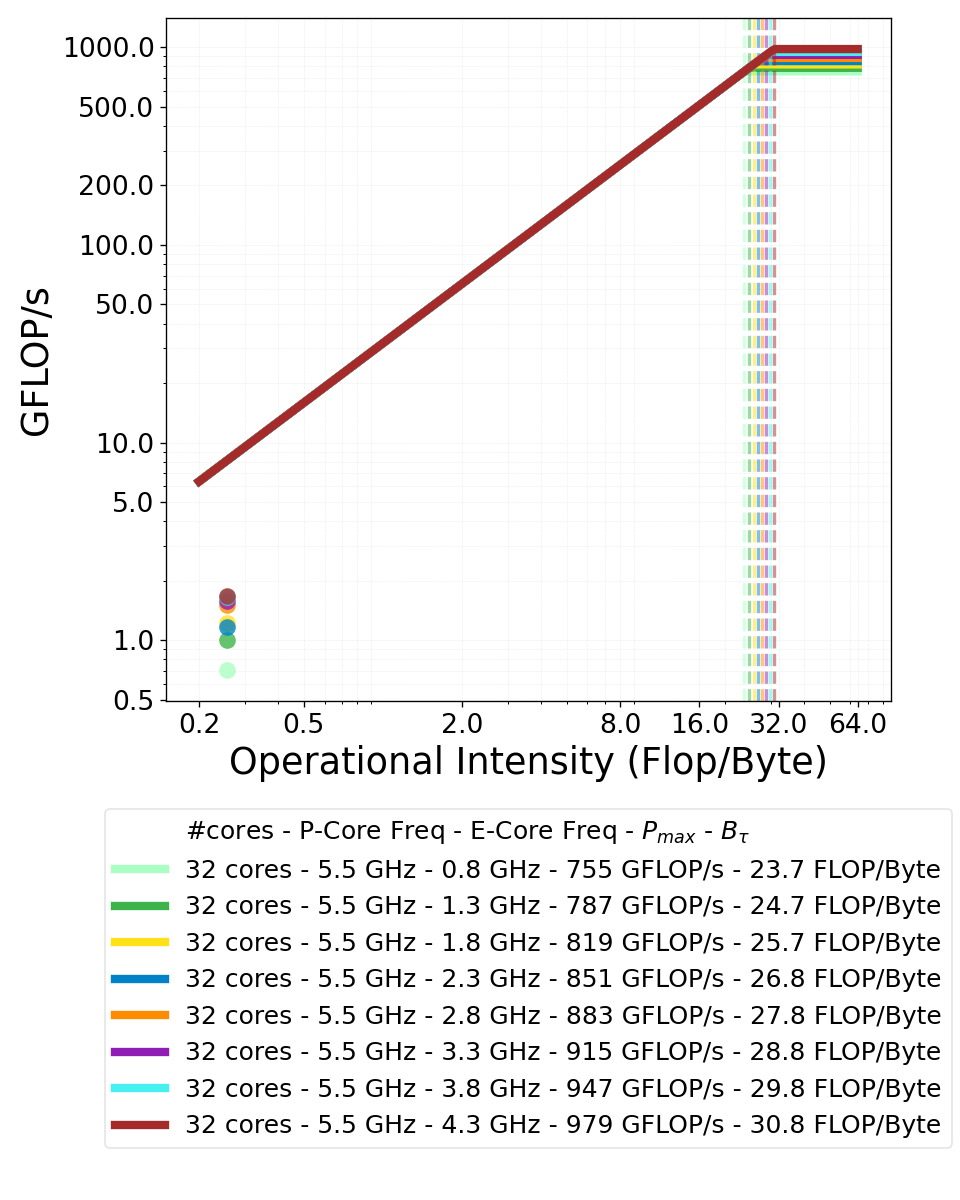 1000.0
500.0
200.0
100.0
50.0
10.0
5.0
1.0
0.5
GFLOP/s
0.2 0.5 2.0 8.0 16.0 32.0 64.0
Operational Intensity (Flop/Byte)
#cores - P-Core Freq - E-Core Freq - P_max - B_τ
32 cores - 5.5 GHz - 0.8 GHz - 755 GFLOP/s - 23.7 FLOP/Byte
32 cores - 5.5 GHz - 1.3 GHz - 787 GFLOP/s - 24.7 FLOP/Byte
32 cores - 5.5 GHz - 1.8 GHz - 819 GFLOP/s - 25.7 FLOP/Byte
32 cores - 5.5 GHz - 2.3 GHz - 851 GFLOP/s - 26.8 FLOP/Byte
32 cores - 5.5 GHz - 2.8 GHz - 883 GFLOP/s - 27.8 FLOP/Byte
32 cores - 5.5 GHz - 3.3 GHz - 915 GFLOP/s - 28.8 FLOP/Byte
32 cores - 5.5 GHz - 3.8 GHz - 947 GFLOP/s - 29.8 FLOP/Byte
32 cores - 5.5 GHz - 4.3 GHz - 979 GFLOP/s - 30.8 FLOP/Byte